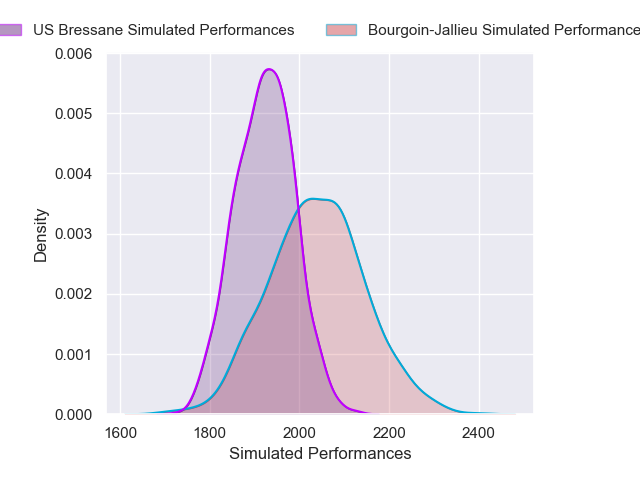 US Bressane Simulated Performances  Bourgoin-Jallieu Simulated Performance
0.006
0.005
0.004
0.003
0.002
0.001
0.000
Density
1600 1800 2000 2200 2400
Simulated Performances